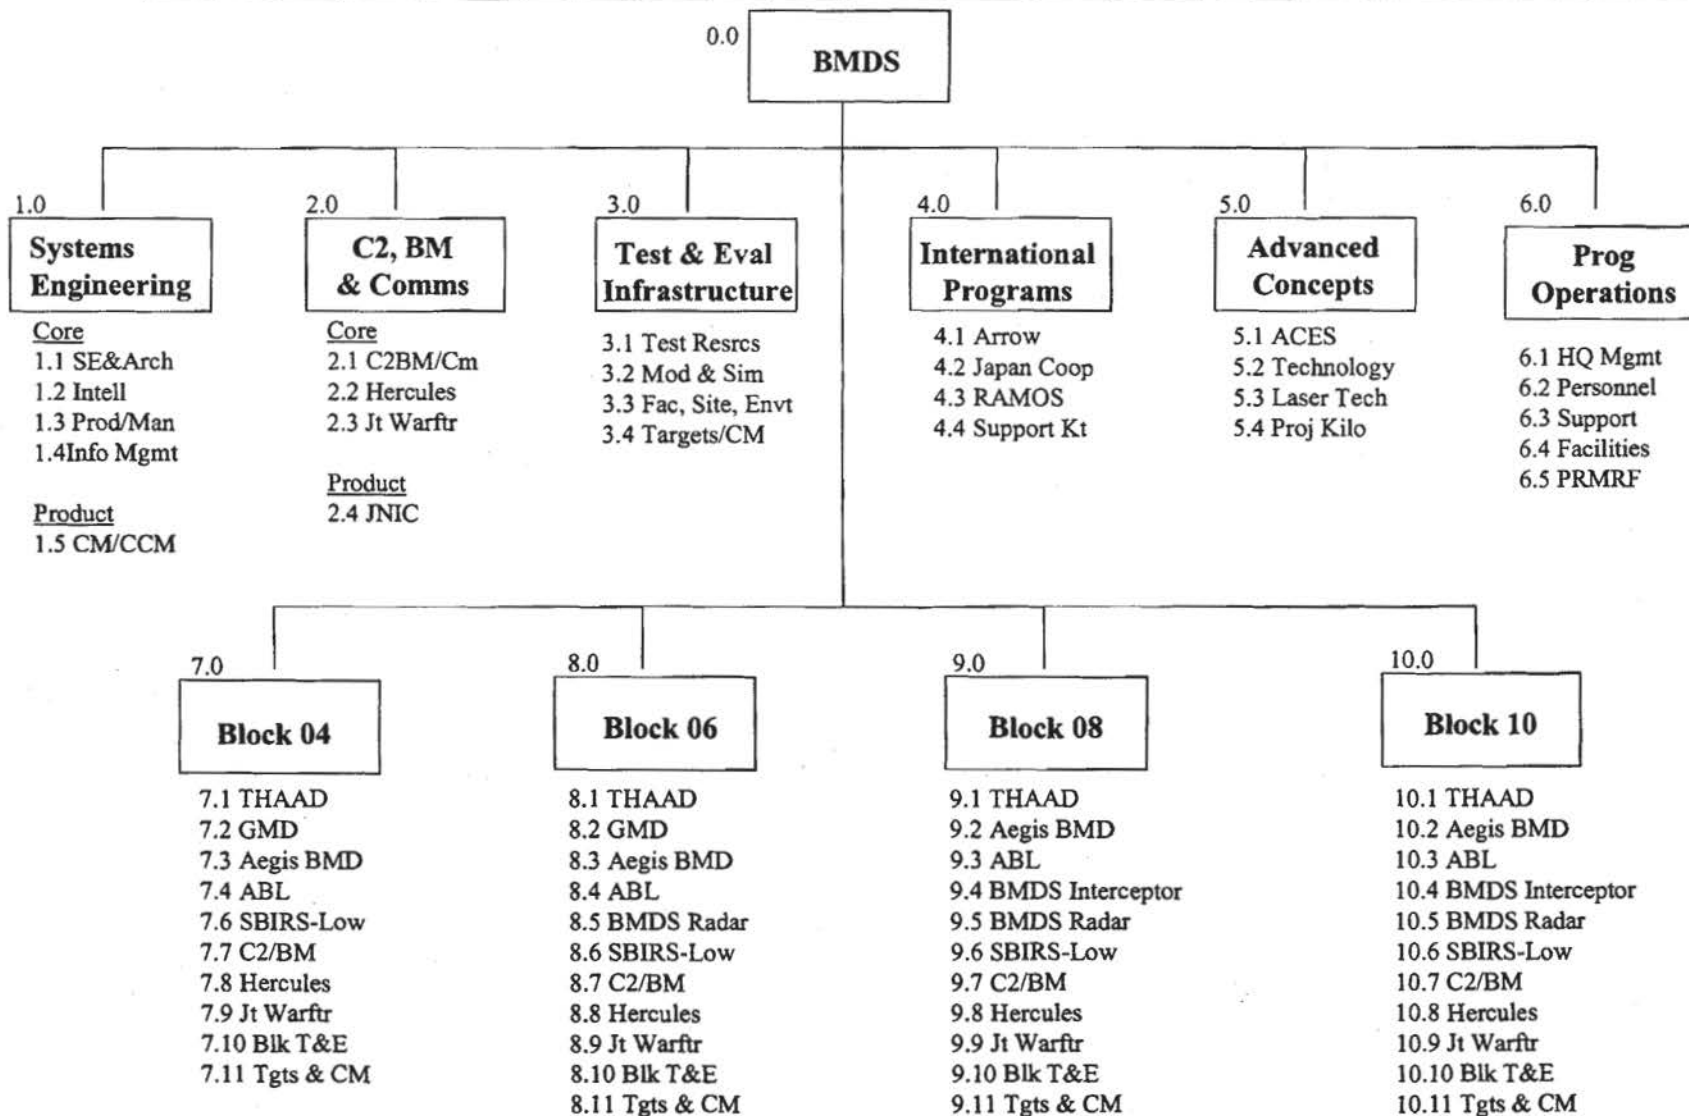 0.0
BMDS
1.0
Systems
Engineering
Core
1.1 SE&Arch
1.2 Intell
1.3 Prod/Man
1.4Info Mgmt
Product
1.5 CM/CCM
2.0
C2, BM
& Comms
Core
2.1 C2BM/Cm
2.2 Hercules
2.3 Jt Warftr
Product
2.4 JNIC
3.0
Test & Eval
Infrastructure
3.1 Test Resrcs
3.2 Mod & Sim
3.3 Fac, Site, Envt
3.4 Targets/CM
4.0
International
Programs
4.1 Arrow
4.2 Japan Coop
4.3 RAMOS
4.4 Support Kt
5.0
Advanced
Concepts
5.1 ACES
5.2 Technology
5.3 Laser Tech
5.4 Proj Kilo
6.0
Prog
Operations
6.1 HQ Mgmt
6.2 Personnel
6.3 Support
6.4 Facilities
6.5 PRMRF
7.0
Block 04
7.1 THAAD
7.2 GMD
7.3 Aegis BMD
7.4 ABL
7.6 SBIRS-Low
7.7 C2/BM
7.8 Hercules
7.9 Jt Warftr
7.10 Blk T&E
7.11 Tgts & CM
8.0
Block 06
8.1 THAAD
8.2 GMD
8.3 Aegis BMD
8.4 ABL
8.5 BMDS Radar
8.6 SBIRS-Low
8.7 C2/BM
8.8 Hercules
8.9 Jt Warftr
8.10 Blk T&E
8.11 Tgts & CM
9.0
Block 08
9.1 THAAD
9.2 Aegis BMD
9.3 ABL
9.4 BMDS Interceptor
9.5 BMDS Radar
9.6 SBIRS-Low
9.7 C2/BM
9.8 Hercules
9.9 Jt Warftr
9.10 Blk T&E
9.11 Tgts & CM
10.0
Block 10
10.1 THAAD
10.2 Aegis BMD
10.3 ABL
10.4 BMDS Interceptor
10.5 BMDS Radar
10.6 SBIRS-Low
10.7 C2/BM
10.8 Hercules
10.9 Jt Warftr
10.10 Blk T&E
10.11 Tgts & CM